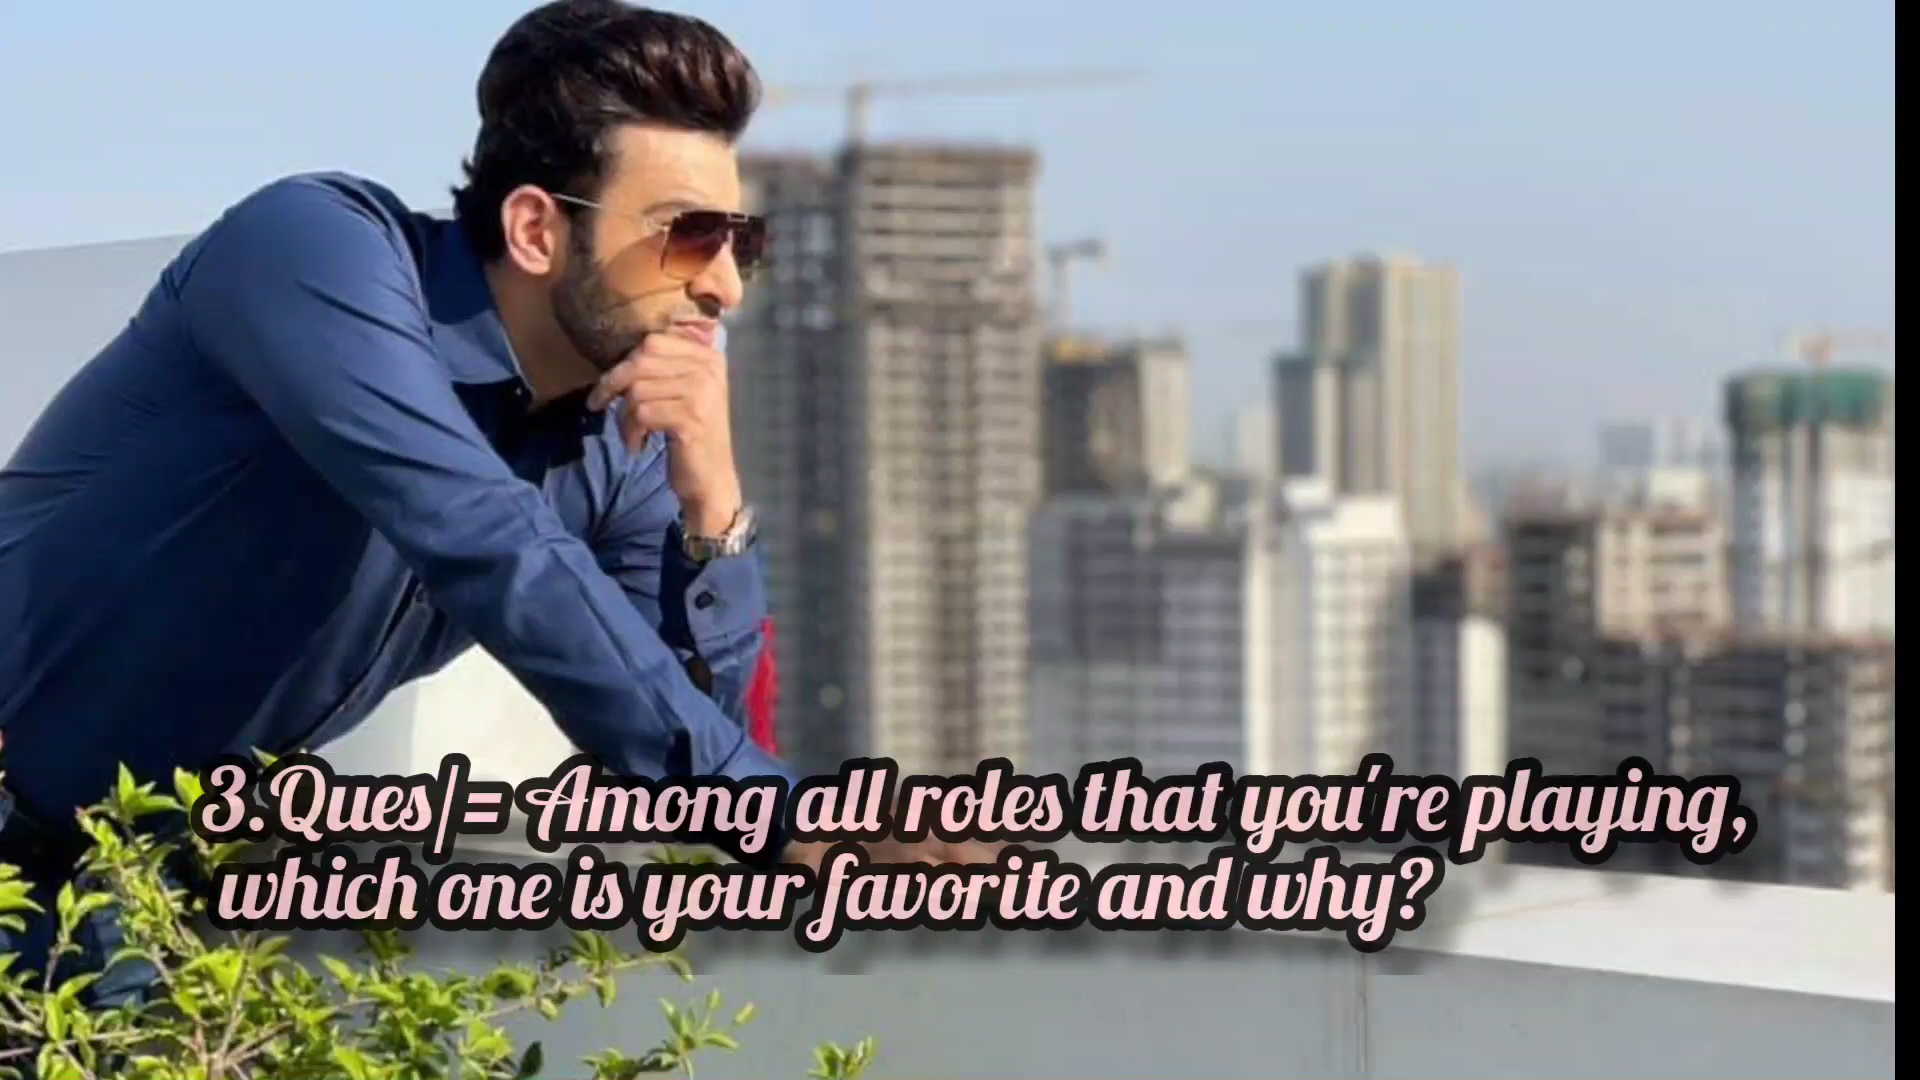 3.Ques/= Among all roles that you're playing,
which one is your favorite and why?